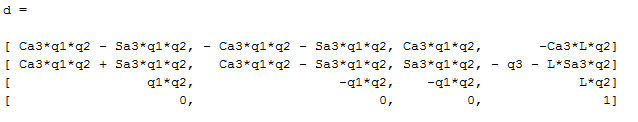 d =
[ Ca3*q1*q2 - Sa3*q1*q2, - Ca3*q1*q2 - Sa3*q1*q2, Ca3*q1*q2, -Ca3*L*q2]
[ Ca3*q1*q2 + Sa3*q1*q2, Ca3*q1*q2 - Sa3*q1*q2, Sa3*q1*q2, - q3 - L*Sa3*q2]
[ q1*q2, -q1*q2, -q1*q2, L*q2]
[ 0, 0, 0, 1]